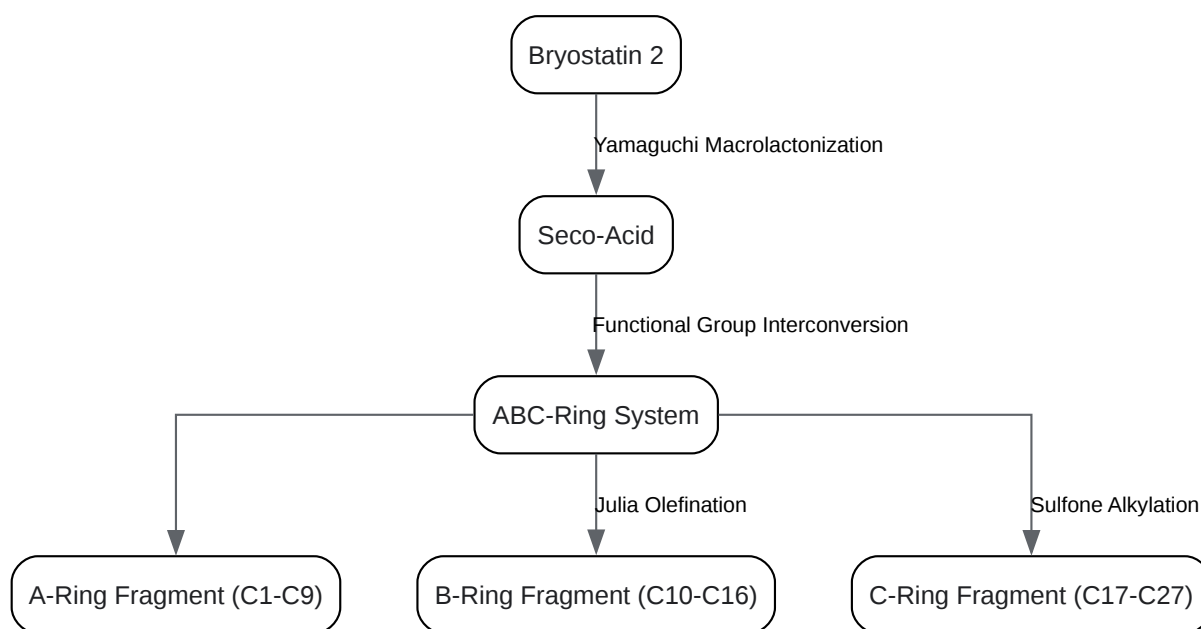 Bryostatin 2
Yamaguchi Macrolactonization
Seco-Acid
Functional Group Interconversion
ABC-Ring System
Julia Olefination
Sulfone Alkylation
A-Ring Fragment (C1-C9)
B-Ring Fragment (C10-C16)
C-Ring Fragment (C17-C27)